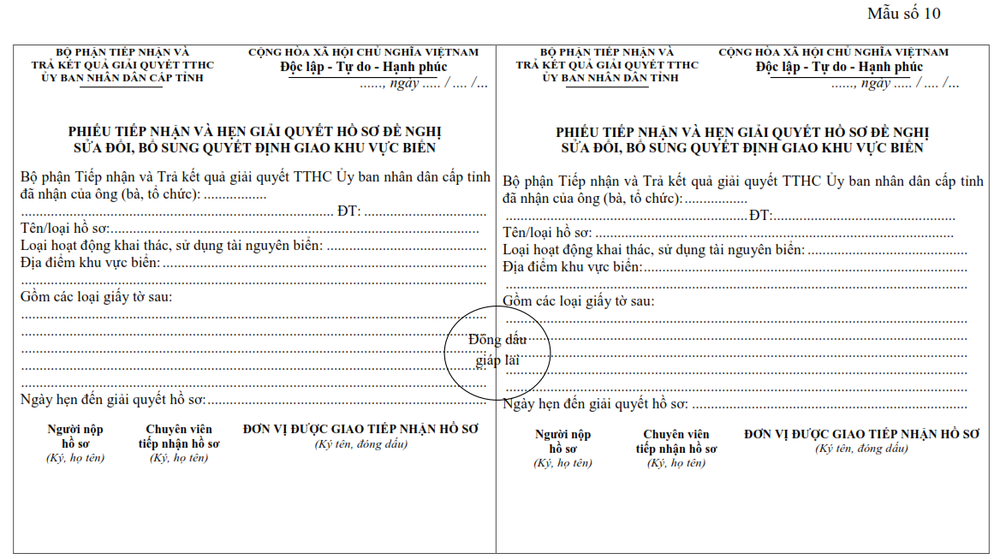 Mẫu số 10
BỘ PHẬN TIẾP NHẬN VÀ
TRẢ KẾT QUẢ GIẢI QUYẾT TTHC
ỦY BAN NHÂN DÂN CẤP TỈNH
CỘNG HÒA XÃ HỘI CHỦ NGHĨA VIỆTNAM
Độc lập - Tự do - Hạnh phúc
......, ngày ..... / .... /...
PHIẾU TIẾP NHẬN VÀ HẸN GIẢI QUYẾT HỒ SƠ ĐỀ NGHỊ
SỬA ĐỔI, BỔ SUNG QUYẾT ĐỊNH GIAO KHU VỰC BIỂN
Bộ phận Tiếp nhận và Trả kết quả giải quyết TTHC Ủy ban nhân dân cấp tỉnh
đã nhận của ông (bà, tổ chức): .................
.................................................................................... ĐT: .................................
Tên/loại hồ sơ:...................................................................................................
Loại hoạt động khai thác, sử dụng tài nguyên biển: ...........................................
Địa điểm khu vực biển:.......................................................................................
.............................................................................................................................
Gồm các loại giấy tờ sau:
.............................................................................................................................
.............................................................................................................................
.............................................................................................................................
.............................................................................................................................
.............................................................................................................................
Ngày hẹn đến giải quyết hồ sơ:...........................................................................
Người nộp
hồ sơ
(Ký, họ tên)
Chuyên viên
tiếp nhận hồ sơ
(Ký, họ tên)
ĐƠN VỊ ĐƯỢC GIAO TIẾP NHẬN HỒ SƠ
(Ký tên, đóng dấu)
Đóng dấu
giáp lai
BỘ PHẬN TIẾP NHẬN VÀ
TRẢ KẾT QUẢ GIẢI QUYẾT TTHC
ỦY BAN NHÂN DÂN TỈNH
CỘNG HÒA XÃ HỘI CHỦ NGHĨA VIỆTNAM
Độc lập - Tự do - Hạnh phúc
......, ngày ..... / .... /...
PHIẾU TIẾP NHẬN VÀ HẸN GIẢI QUYẾT HỒ SƠ ĐỀ NGHỊ
SỬA ĐỔI, BỔ SUNG QUYẾT ĐỊNH GIAO KHU VỰC BIỂN
Bộ phận Tiếp nhận và Trả kết quả giải quyết TTHC Ủy ban nhân dân cấp tỉnh
đã nhận của ông (bà, tổ chức):.................
.................................................................ĐT:.................................................
Tên/loại hồ sơ: ................................................................................................
Loại hoạt động khai thác, sử dụng tài nguyên biển: ...........................................
Địa điểm khu vực biển:.......................................................................................
............................................................................................................................
Gồm các loại giấy tờ sau:
............................................................................................................................
............................................................................................................................
............................................................................................................................
............................................................................................................................
............................................................................................................................
Ngày hẹn đến giải quyết hồ sơ: ..........................................................................
Người nộp
hồ sơ
(Ký, họ tên)
Chuyên viên
tiếp nhận hồ sơ
(Ký, họ tên)
ĐƠN VỊ ĐƯỢC GIAO TIẾP NHẬN HỒ SƠ
(Ký tên, đóng dấu)